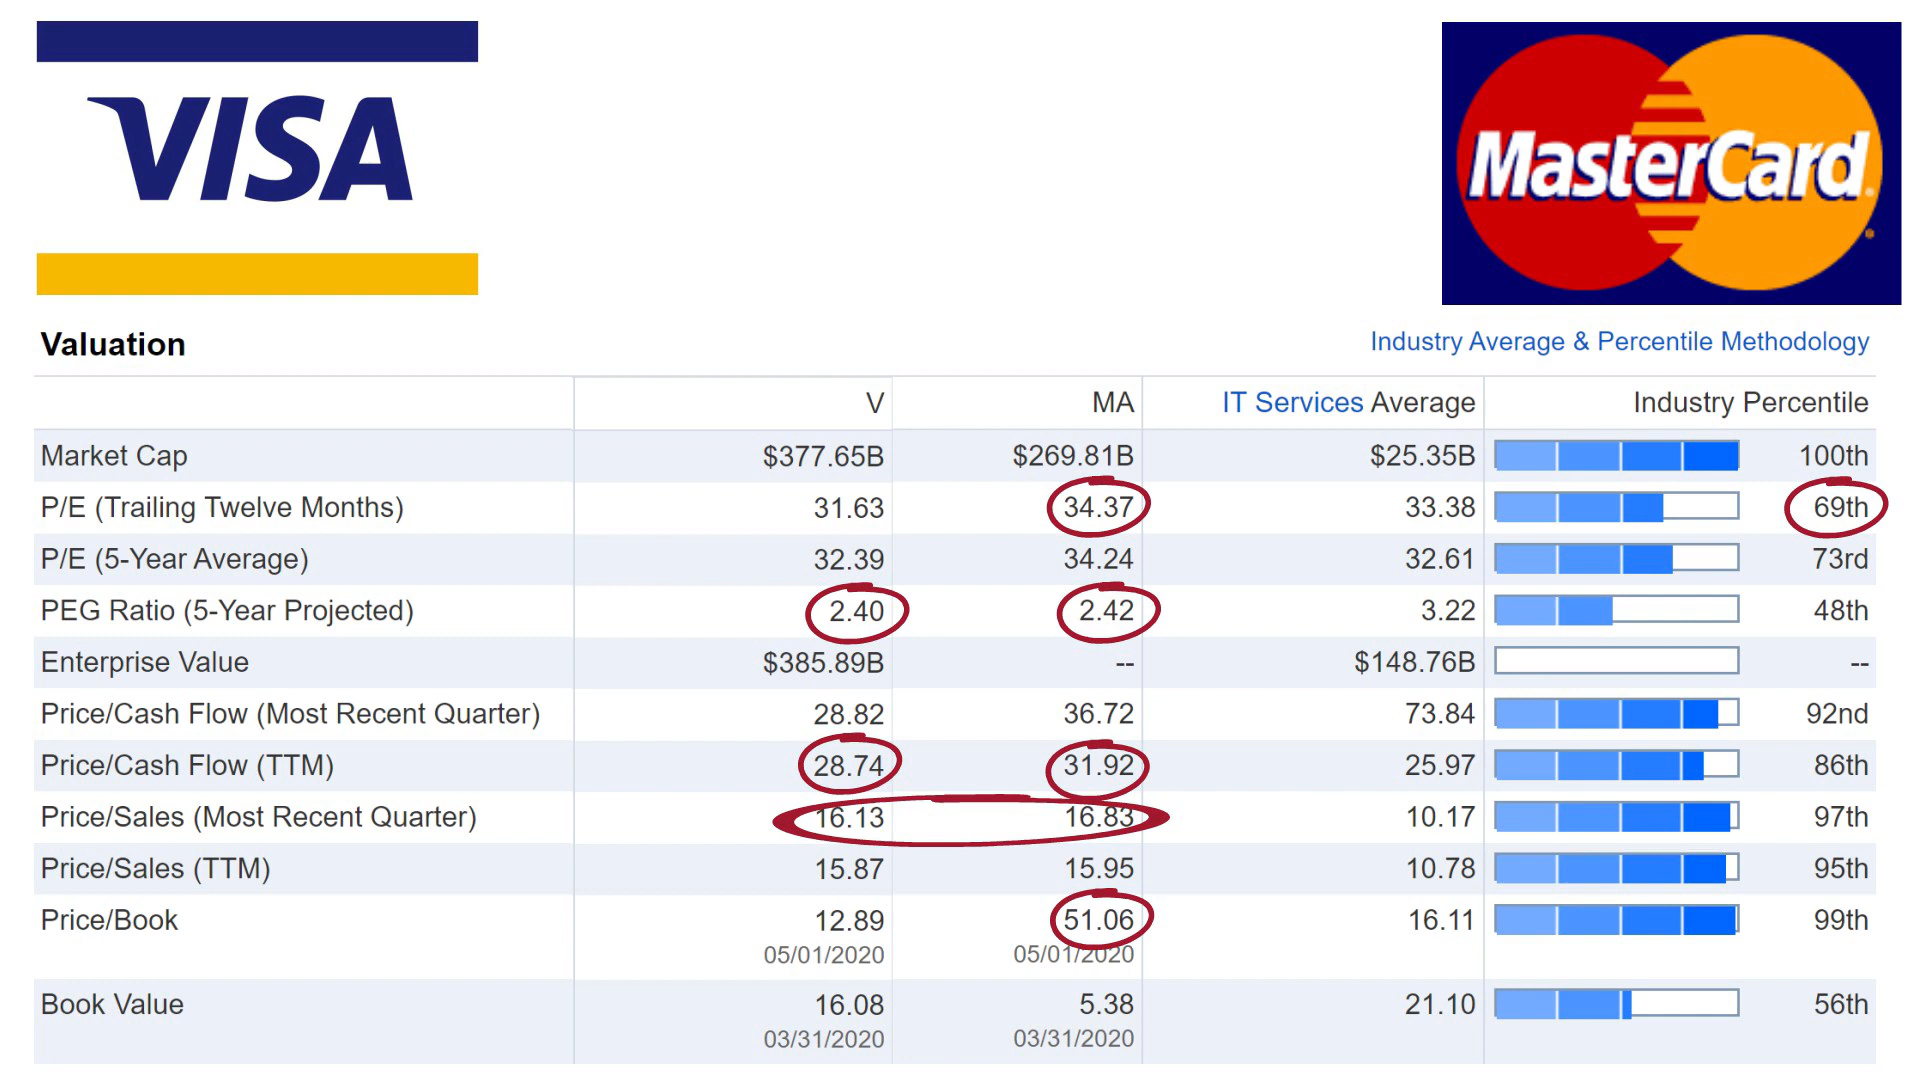 VISA
MasterCard
Valuation
Industry Average & Percentile Methodology
V MA IT Services Average Industry Percentile
Market Cap $377.65B $269.81B $25.35B 100th
P/E (Trailing Twelve Months) 31.63 34.37 33.38 69th
P/E (5-Year Average) 32.39 34.24 32.61 73rd
PEG Ratio (5-Year Projected) 2.40 2.42 3.22 48th
Enterprise Value $385.89B -- $148.76B --
Price/Cash Flow (Most Recent Quarter) 28.82 36.72 73.84 92nd
Price/Cash Flow (TTM) 28.74 31.92 25.97 86th
Price/Sales (Most Recent Quarter) 16.13 16.83 10.17 97th
Price/Sales (TTM) 15.87 15.95 10.78 95th
Price/Book 12.89 51.06 16.11 99th
05/01/2020 05/01/2020
Book Value 16.08 5.38 21.10 56th
03/31/2020 03/31/2020